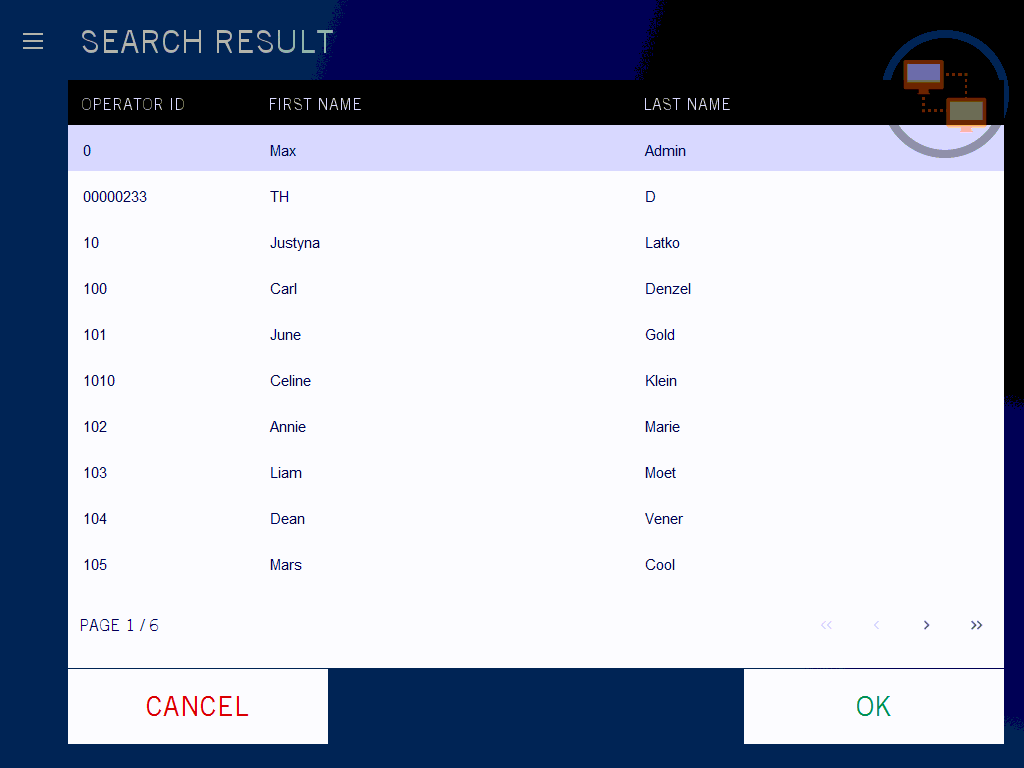 SEARCH RESULT
OPERATOR ID FIRST NAME LAST NAME
0 Max Admin
00000233 TH D
10 Justyna Latko
100 Carl Denzel
101 June Gold
1010 Celine Klein
102 Annie Marie
103 Liam Moet
104 Dean Vener
105 Mars Cool
PAGE 1 / 6
CANCEL OK